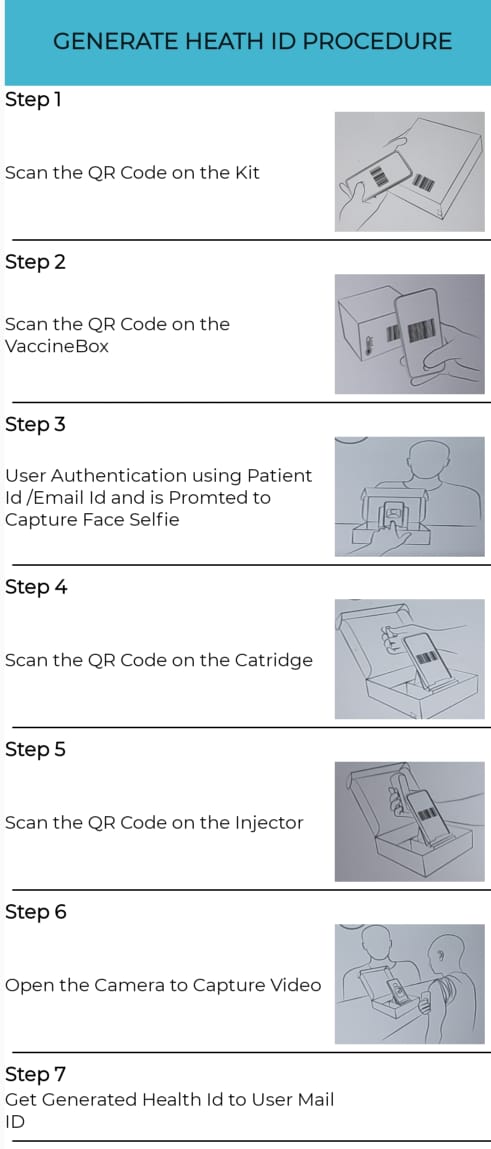 GENERATE HEATH ID PROCEDURE
Step 1
Scan the QR Code on the Kit
Step 2
Scan the QR Code on the
VaccineBox
Step 3
User Authentication using Patient
Id /Email Id and is Promted to
Capture Face Selfie
Step 4
Scan the QR Code on the Catridge
Step 5
Scan the QR Code on the Injector
Step 6
Open the Camera to Capture Video
Step 7
Get Generated Health Id to User Mail
ID